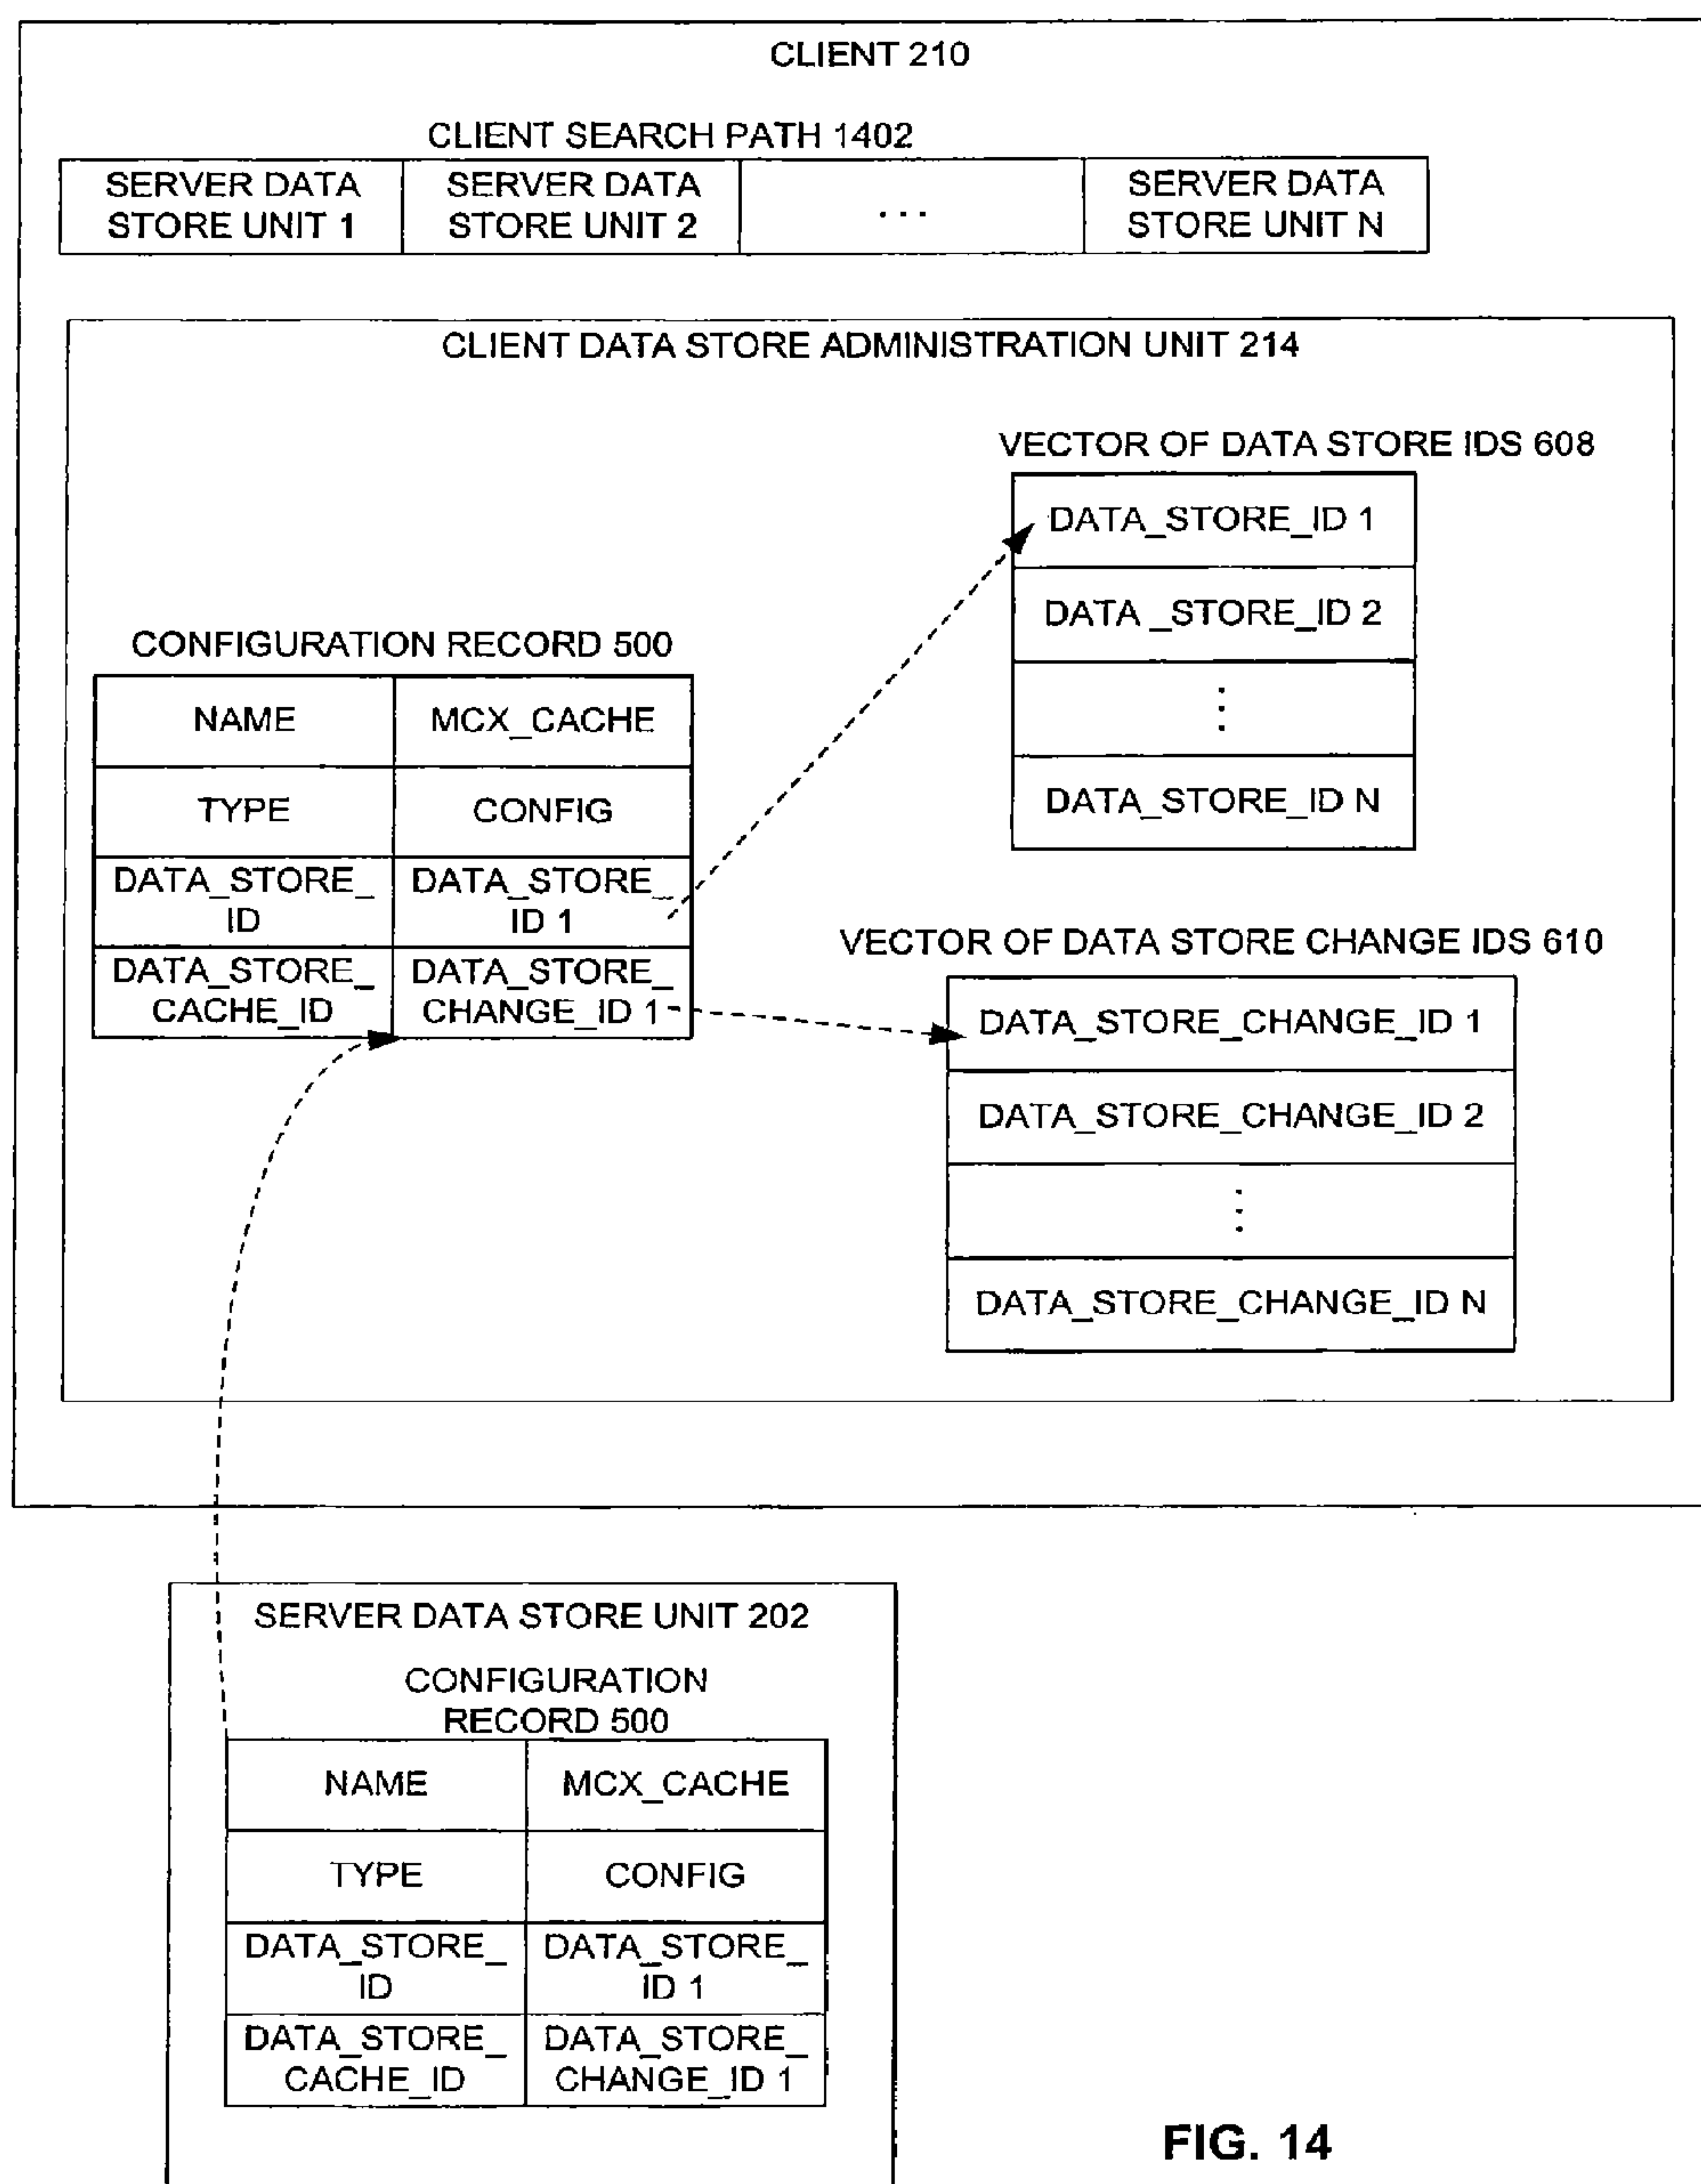 CLIENT 210
CLIENT SEARCH PATH 1402
SERVER DATA
STORE UNIT 1
SERVER DATA
STORE UNIT 2
...
SERVER DATA
STORE UNIT N
CLIENT DATA STORE ADMINISTRATION UNIT 214
VECTOR OF DATA STORE IDS 608
DATA_STORE_ID 1
DATA _STORE_ID 2
⋮
DATA_STORE_ID N
CONFIGURATION RECORD 500
NAME
MCX_CACHE
TYPE
CONFIG
DATA_STORE_
ID
DATA_STORE_
ID 1
DATA_STORE_
CACHE_ID
DATA_STORE_
CHANGE_ID 1
VECTOR OF DATA STORE CHANGE IDS 610
DATA_STORE_CHANGE_ID 1
DATA_STORE_CHANGE_ID 2
⋮
DATA_STORE_CHANGE_ID N
SERVER DATA STORE UNIT 202
CONFIGURATION
RECORD 500
NAME
MCX_CACHE
TYPE
CONFIG
DATA_STORE_
ID
DATA_STORE_
ID 1
DATA_STORE_
CACHE_ID
DATA_STORE_
CHANGE_ID 1
FIG. 14